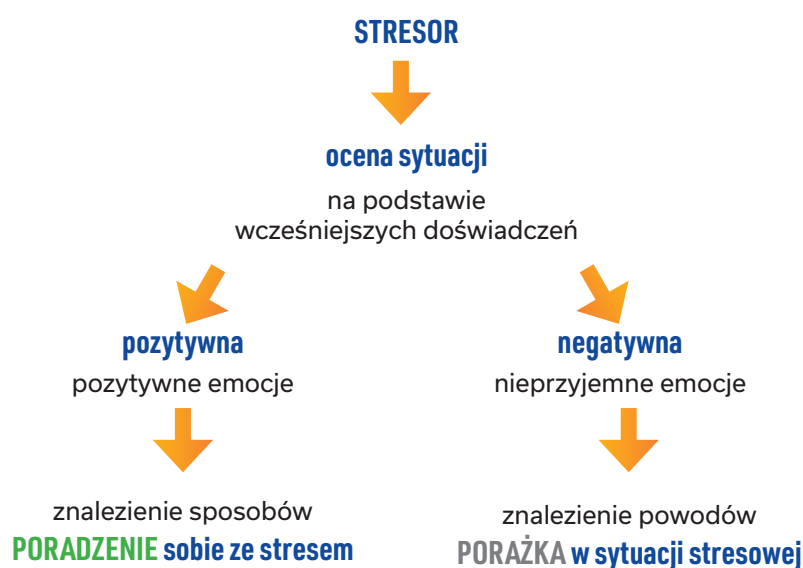 STRESOR
ocena sytuacji
na podstawie
wcześniejszych doświadczeń
pozytywna
pozytywne emocje
negatywna
nieprzyjemne emocje
znalezienie sposobów
PORADZENIE sobie ze stresem
znalezienie powodów
PORAŻKA w sytuacji stresowej